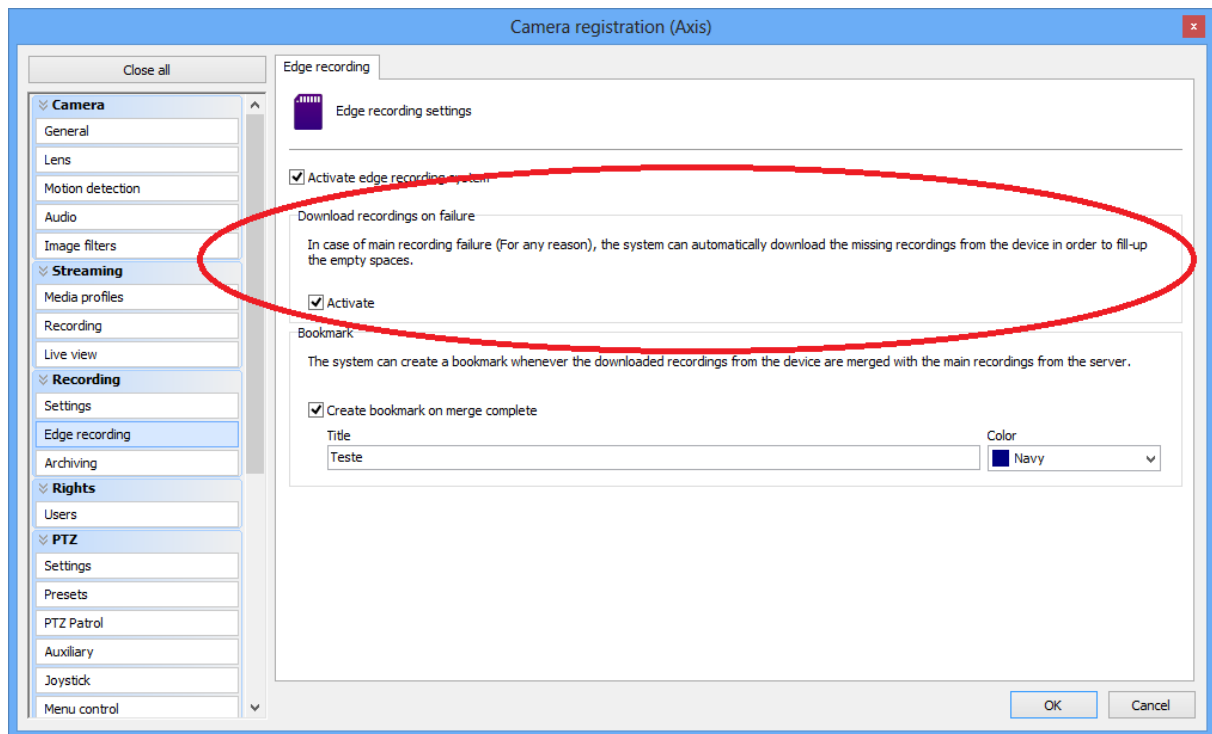 Camera registration (Axis)
x
Close all
Camera
General
Lens
Motion detection
Audio
Image filters
Streaming
Media profiles
Recording
Live view
Recording
Settings
Edge recording
Archiving
Rights
Users
PTZ
Settings
Presets
PTZ Patrol
Auxiliary
Joystick
Menu control
Edge recording
Edge recording settings
Activate edge recording system
Download recordings on failure
In case of main recording failure (For any reason), the system can automatically download the missing recordings from the device in order to fill-up
the empty spaces.
Activate
Bookmark
The system can create a bookmark whenever the downloaded recordings from the device are merged with the main recordings from the server.
Create bookmark on merge complete
Title
Color
Teste
Navy
OK
Cancel